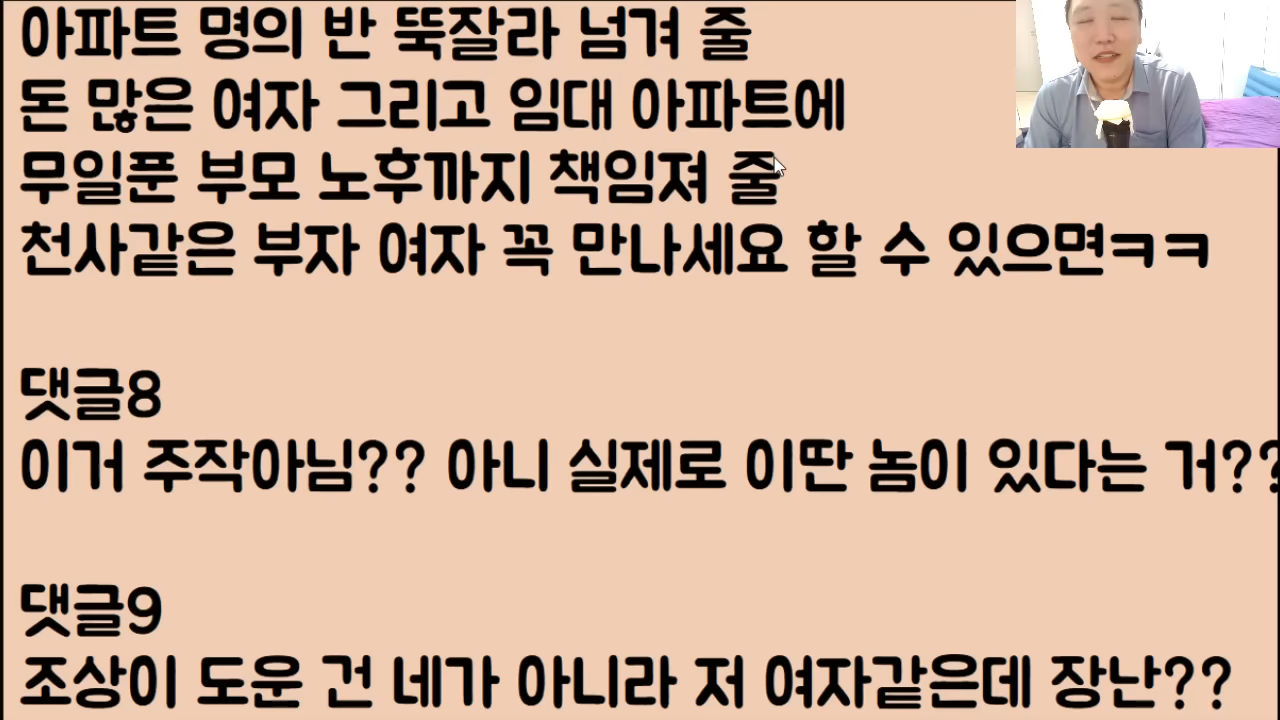 아파트 명의 반 뚝잘라 넘겨 줄
돈 많은 여자 그리고 임대 아파트에
무일푼 부모 노후까지 책임져 줄
천사같은 부자 여자 꼭 만나세요 할 수 있으면ㅋㅋ
댓글8
이거 주작아님?? 아니 실제로 이딴 놈이 있다는 거??
댓글9
조상이 도운 건 네가 아니라 저 여자같은데 장난??